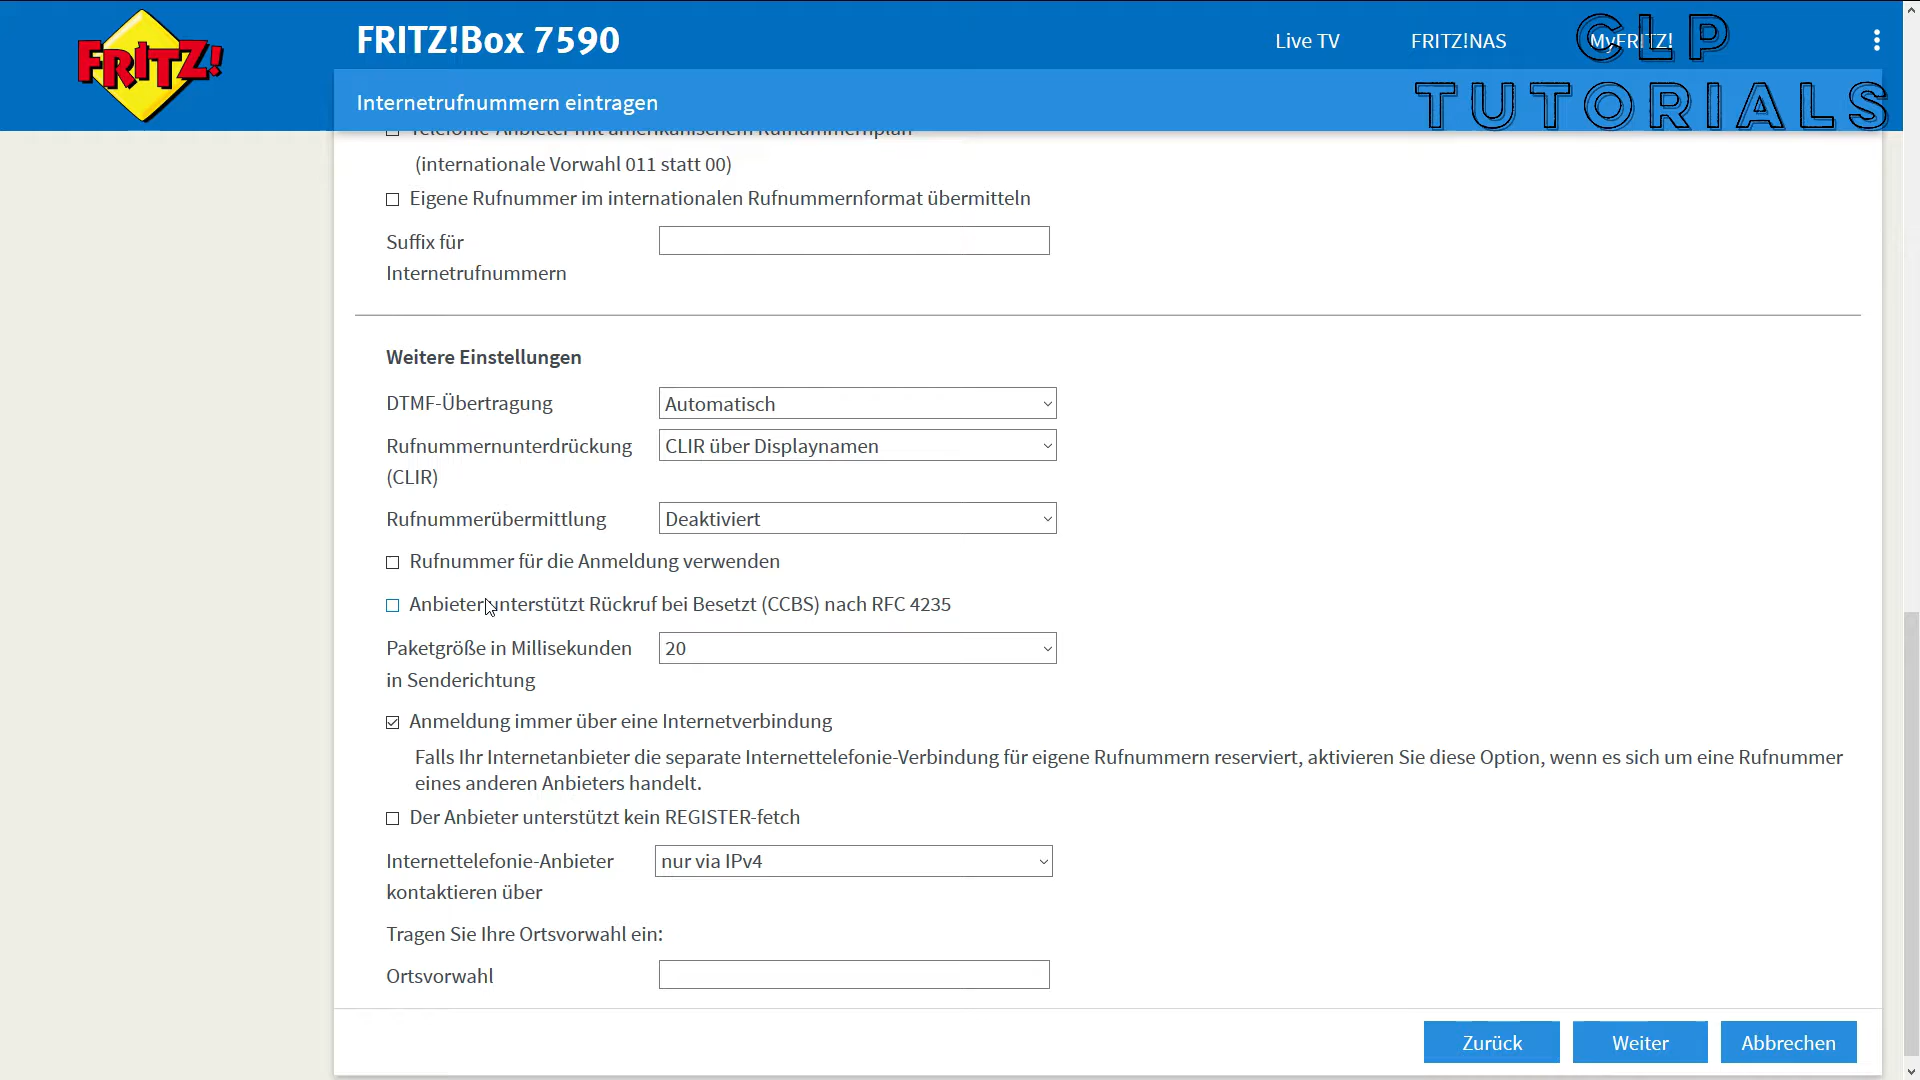 FRITZ!
FRITZ!Box 7590
Live TV
FRITZ!NAS
MyFRITZ!
CLP
TUTORIALS
Internetrufnummern eintragen
Telefonie-Anbieter mit amerikanischem Rufnummernplan
(internationale Vorwahl 011 statt 00)
Eigene Rufnummer im internationalen Rufnummernformat übermitteln
Suffix für
Internetrufnummern
Weitere Einstellungen
DTMF-Übertragung
Automatisch
Rufnummernunterdrückung
(CLIR)
CLIR über Displaynamen
Rufnummerübermittlung
Deaktiviert
Rufnummer für die Anmeldung verwenden
Anbieter unterstützt Rückruf bei Besetzt (CCBS) nach RFC 4235
Paketgröße in Millisekunden
in Senderichtung
20
Anmeldung immer über eine Internetverbindung
Falls Ihr Internetanbieter die separate Internettelefonie-Verbindung für eigene Rufnummern reserviert, aktivieren Sie diese Option, wenn es sich um eine Rufnummer
eines anderen Anbieters handelt.
Der Anbieter unterstützt kein REGISTER-fetch
Internettelefonie-Anbieter
kontaktieren über
nur via IPv4
Tragen Sie Ihre Ortsvorwahl ein:
Ortsvorwahl
Zurück
Weiter
Abbrechen